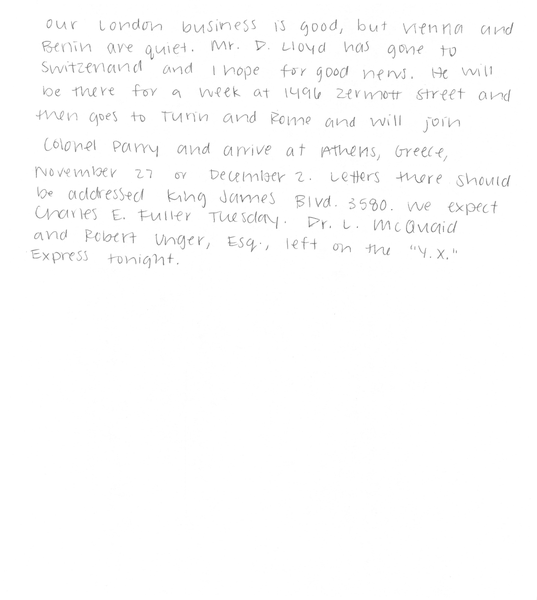 our London business is good, but vienna and
Berlin are quiet. Mr. D. Lloyd has gone to
Switzerland and I hope for good news. He will
be there for a week at 1496 zermott street and
then goes to Turin and Rome and will join
Colonel Parry and arrive at Athens, Greece,
November 27 or December 2. Letters there should
be addressed King James Blvd. 3580. we expect
Charles E. Fuller Tuesday. Dr. L. McQuaid
and Robert Unger, Esq., left on the "Y.X."
Express tonight.